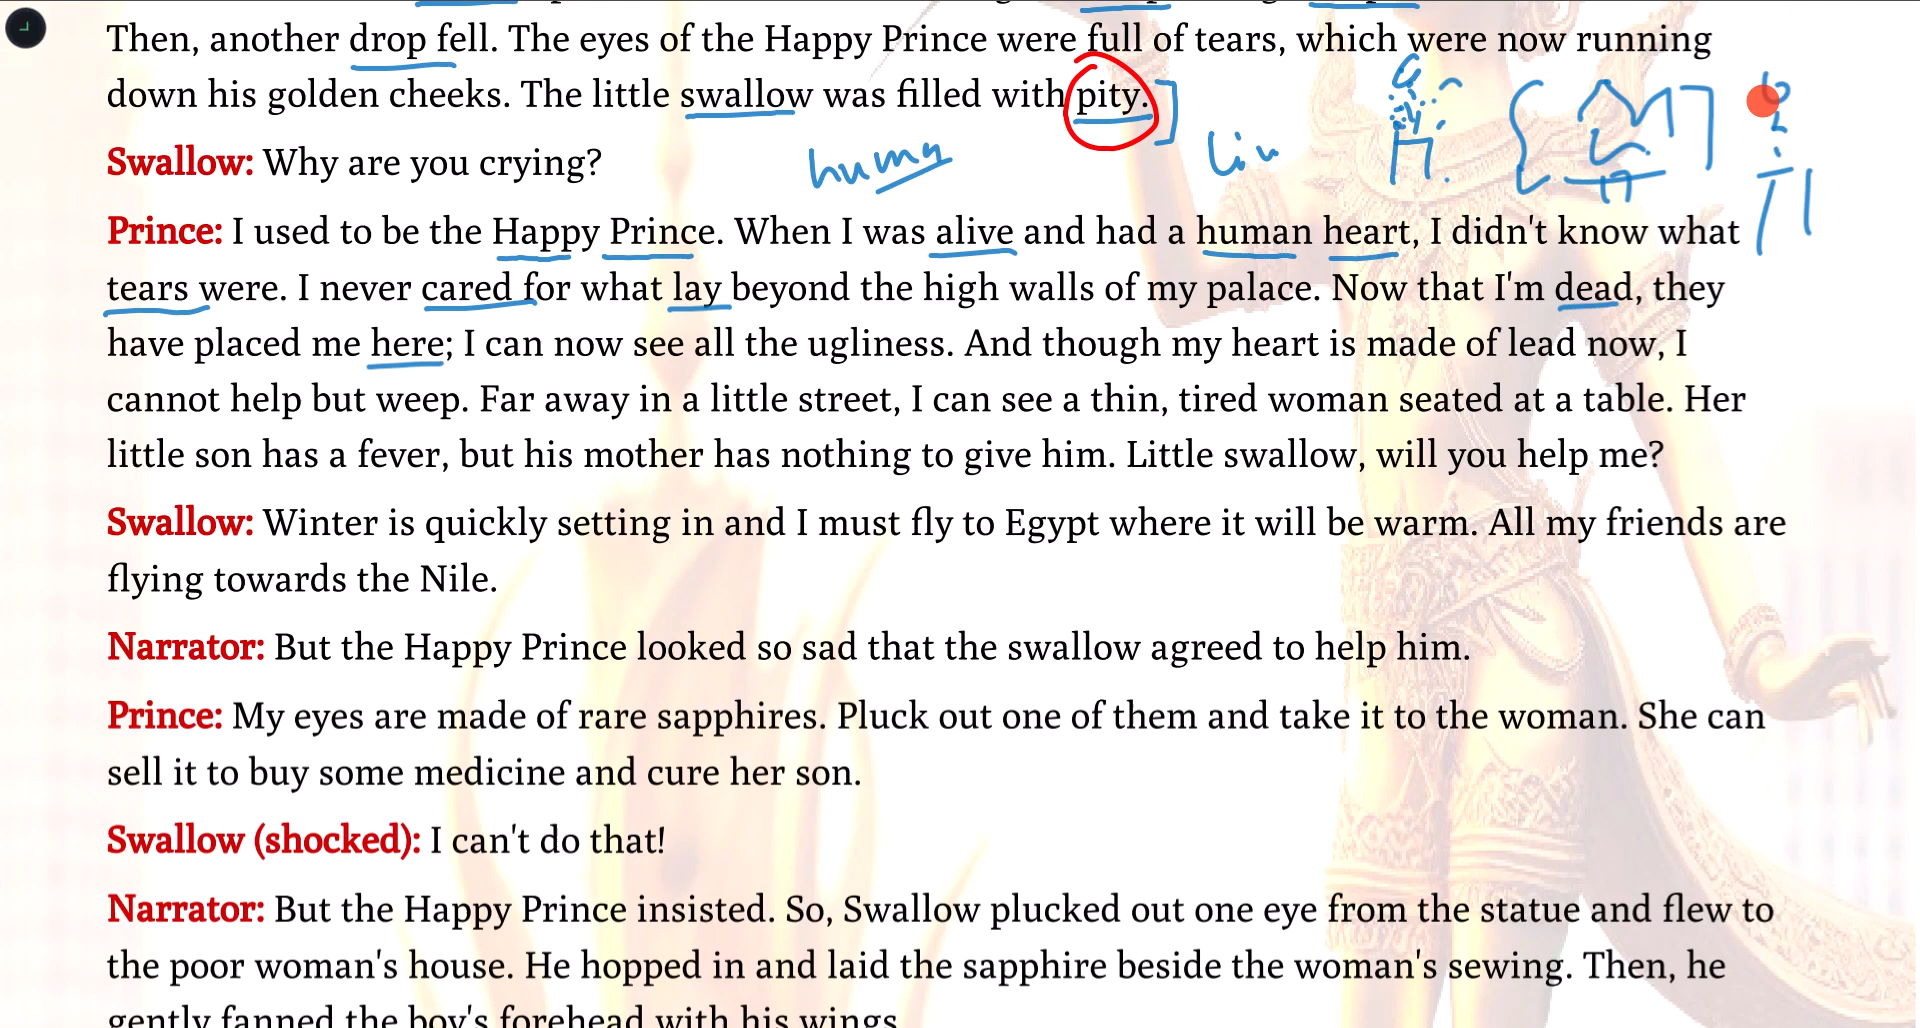 Then, another drop fell. The eyes of the Happy Prince were full of tears, which were now running
down his golden cheeks. The little swallow was filled with pity.
Swallow: Why are you crying?
Prince: I used to be the Happy Prince. When I was alive and had a human heart, I didn't know what
tears were. I never cared for what lay beyond the high walls of my palace. Now that I'm dead, they
have placed me here; I can now see all the ugliness. And though my heart is made of lead now, I
cannot help but weep. Far away in a little street, I can see a thin, tired woman seated at a table. Her
little son has a fever, but his mother has nothing to give him. Little swallow, will you help me?
Swallow: Winter is quickly setting in and I must fly to Egypt where it will be warm. All my friends are
flying towards the Nile.
Narrator: But the Happy Prince looked so sad that the swallow agreed to help him.
Prince: My eyes are made of rare sapphires. Pluck out one of them and take it to the woman. She can
sell it to buy some medicine and cure her son.
Swallow (shocked): I can't do that!
Narrator: But the Happy Prince insisted. So, Swallow plucked out one eye from the statue and flew to
the poor woman's house. He hopped in and laid the sapphire beside the woman's sewing. Then, he
gently fanned the boy's forehead with his wings